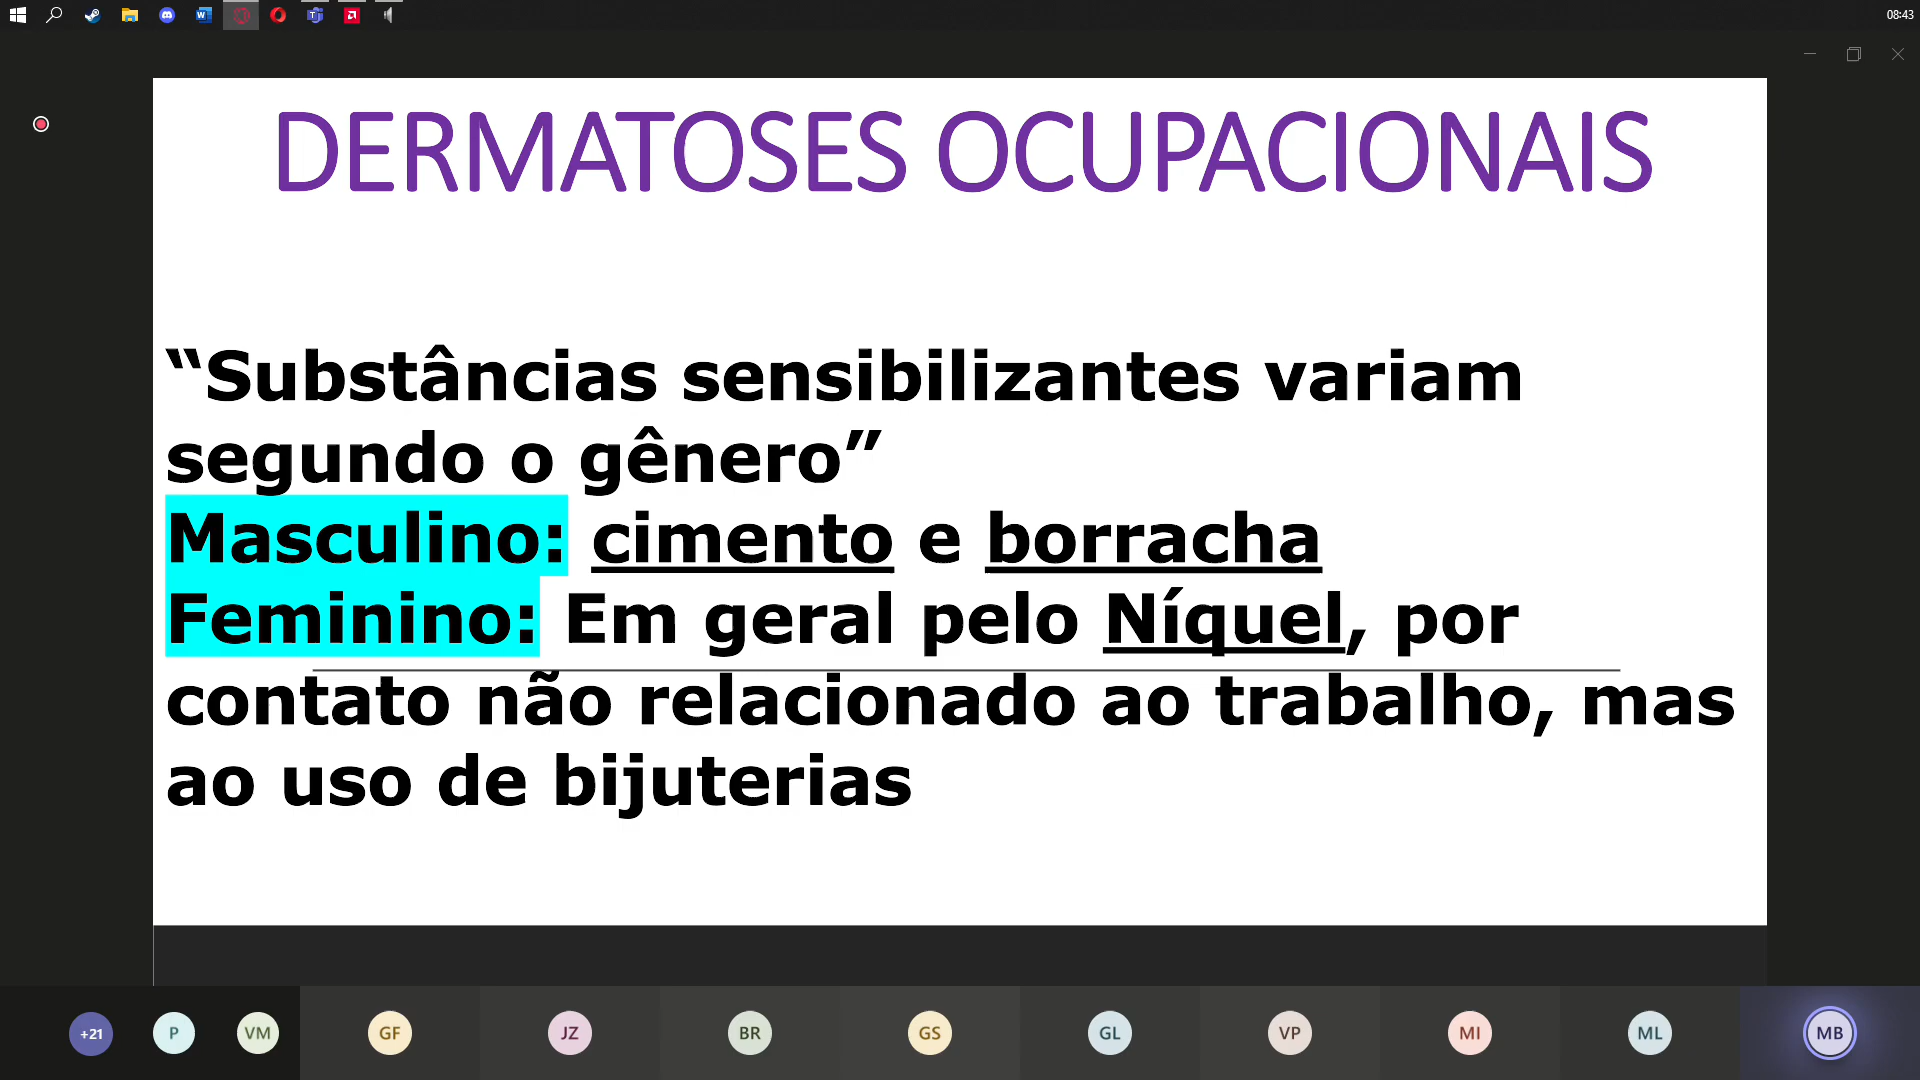 08:43
DERMATOSES OCUPACIONAIS
“Substâncias sensibilizantes variam
segundo o gênero”
Masculino: cimento e borracha
Feminino: Em geral pelo Níquel, por
contato não relacionado ao trabalho, mas
ao uso de bijuterias
+21 P VM GF JZ BR GS GL VP MI ML MB